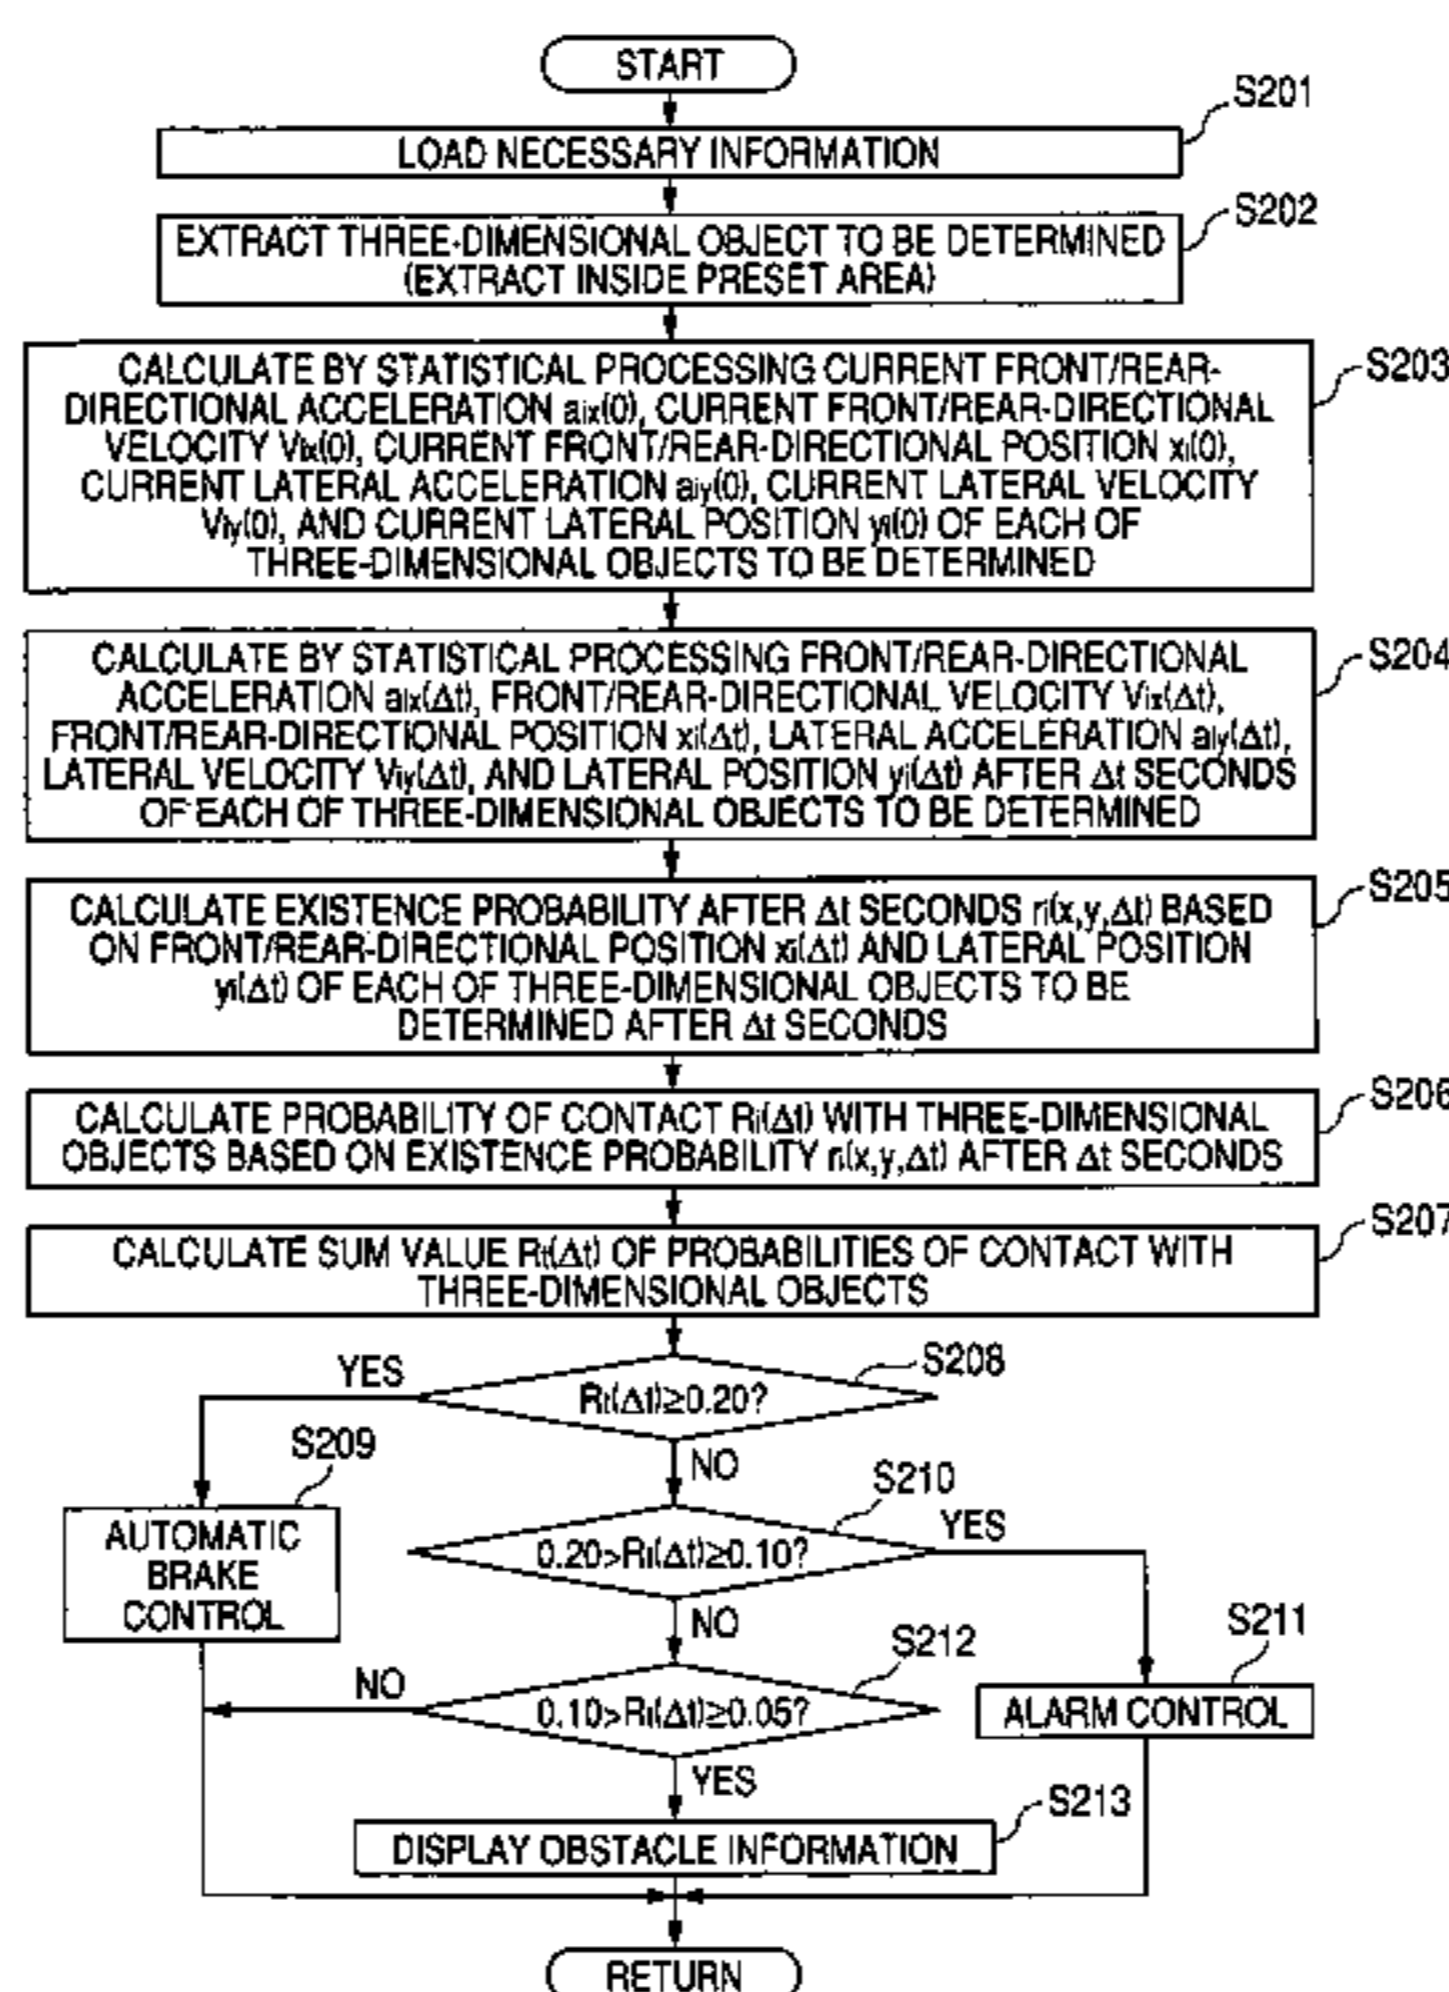 START
S201
LOAD NECESSARY INFORMATION
S202
EXTRACT THREE-DIMENSIONAL OBJECT TO BE DETERMINED
(EXTRACT INSIDE PRESET AREA)
S203
CALCULATE BY STATISTICAL PROCESSING CURRENT FRONT/REAR-
DIRECTIONAL ACCELERATION aix(0), CURRENT FRONT/REAR-DIRECTIONAL
VELOCITY Vix(0), CURRENT FRONT/REAR-DIRECTIONAL POSITION xi(0),
CURRENT LATERAL ACCELERATION aiy(0), CURRENT LATERAL VELOCITY
Viy(0), AND CURRENT LATERAL POSITION yi(0) OF EACH OF
THREE-DIMENSIONAL OBJECTS TO BE DETERMINED
S204
CALCULATE BY STATISTICAL PROCESSING FRONT/REAR-DIRECTIONAL
ACCELERATION aix(Δt), FRONT/REAR-DIRECTIONAL VELOCITY Vix(Δt),
FRONT/REAR-DIRECTIONAL POSITION xi(Δt), LATERAL ACCELERATION aiy(Δt),
LATERAL VELOCITY Viy(Δt), AND LATERAL POSITION yi(Δt) AFTER Δt SECONDS
OF EACH OF THREE-DIMENSIONAL OBJECTS TO BE DETERMINED
S205
CALCULATE EXISTENCE PROBABILITY AFTER Δt SECONDS ri(x,y,Δt) BASED
ON FRONT/REAR-DIRECTIONAL POSITION xi(Δt) AND LATERAL POSITION
yi(Δt) OF EACH OF THREE-DIMENSIONAL OBJECTS TO BE
DETERMINED AFTER Δt SECONDS
S206
CALCULATE PROBABILITY OF CONTACT Ri(Δt) WITH THREE-DIMENSIONAL
OBJECTS BASED ON EXISTENCE PROBABILITY ri(x,y,Δt) AFTER Δt SECONDS
S207
CALCULATE SUM VALUE Rt(Δt) OF PROBABILITIES OF CONTACT WITH
THREE-DIMENSIONAL OBJECTS
S208
YES
Rt(Δt)≥0.20?
S209
NO
S210
AUTOMATIC
BRAKE
CONTROL
0.20>Rt(Δt)≥0.10?
YES
NO
S212
S211
NO
0.10>Rt(Δt)≥0.05?
ALARM CONTROL
YES
S213
DISPLAY OBSTACLE INFORMATION
RETURN